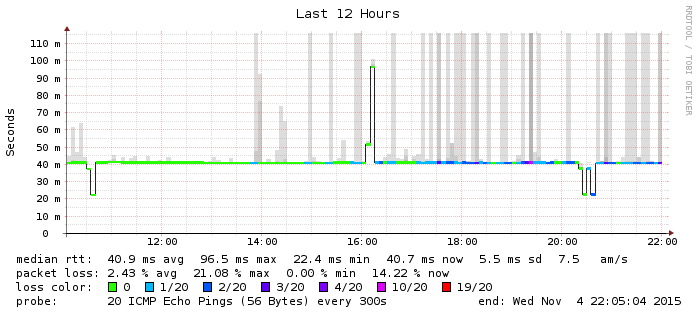 Last 12 Hours
RRDTOOL / TOBI OETIKER
Seconds
110 m
100 m
90 m
80 m
70 m
60 m
50 m
40 m
30 m
20 m
10 m
0
12:00 14:00 16:00 18:00 20:00 22:00
median rtt: 40.9 ms avg 96.5 ms max 22.4 ms min 40.7 ms now 5.5 ms sd 7.5 am/s
packet loss: 2.43 % avg 21.08 % max 0.00 % min 14.22 % now
loss color: 0 1/20 2/20 3/20 4/20 10/20 19/20
probe: 20 ICMP Echo Pings (56 Bytes) every 300s end: Wed Nov 4 22:05:04 2015